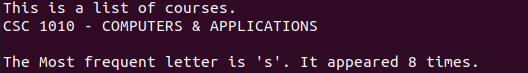 This is a list of courses.
CSC 1010 - COMPUTERS & APPLICATIONS
The Most frequent letter is 's'. It appeared 8 times.